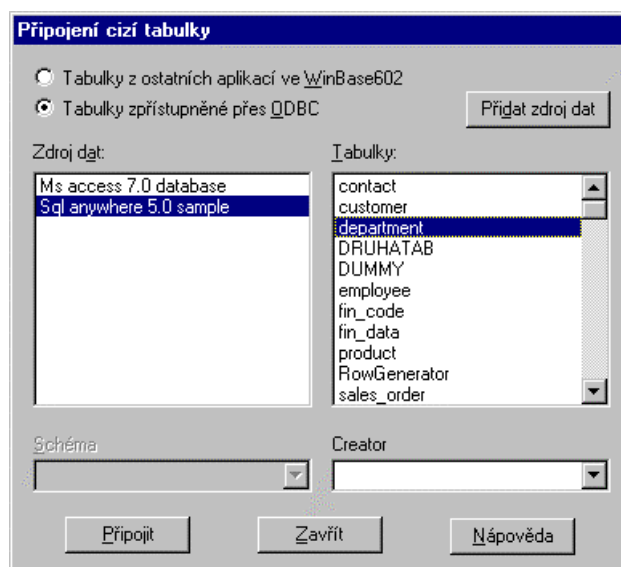 Připojení cizí tabulky
Tabulky z ostatních aplikací ve WinBase602
Tabulky zpřístupněné přes ODBC
Přidat zdroj dat
Zdroj dat:
Ms access 7.0 database
Sql anywhere 5.0 sample
Tabulky:
contact
customer
department
DRUHATAB
DUMMY
employee
fin_code
fin_data
product
RowGenerator
sales_order
Schéma
Creator
Připojit
Zavřít
Nápověda